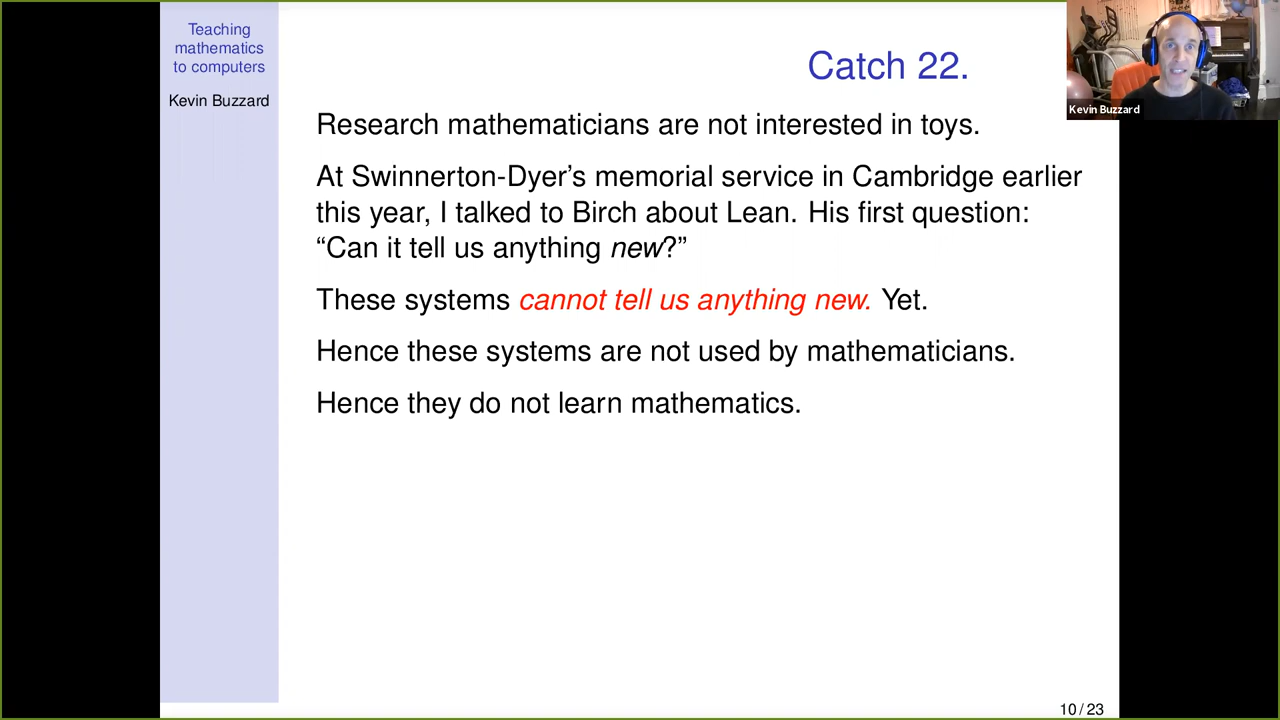 Teaching
mathematics
to computers
Kevin Buzzard
Catch 22.
Kevin Buzzard
Research mathematicians are not interested in toys.
At Swinnerton-Dyer’s memorial service in Cambridge earlier
this year, I talked to Birch about Lean. His first question:
“Can it tell us anything new?”
These systems cannot tell us anything new. Yet.
Hence these systems are not used by mathematicians.
Hence they do not learn mathematics.
10 / 23